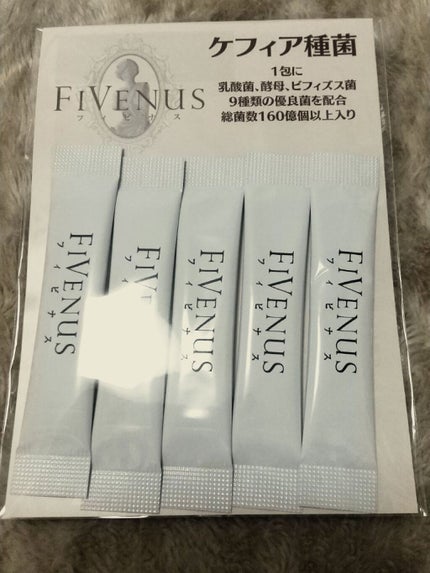 ケフィア種菌
1包に
乳酸菌、酵母、ビフィズス菌
9種類の優良菌を配合
総菌数160億個以上入り
FiVENUS
フィビナス
FiVENUS
フィビナス
FiV
フィビ
FiVENUS
フィビナス
FiVENUS
フィビナス
FiVENUS
フィビナス